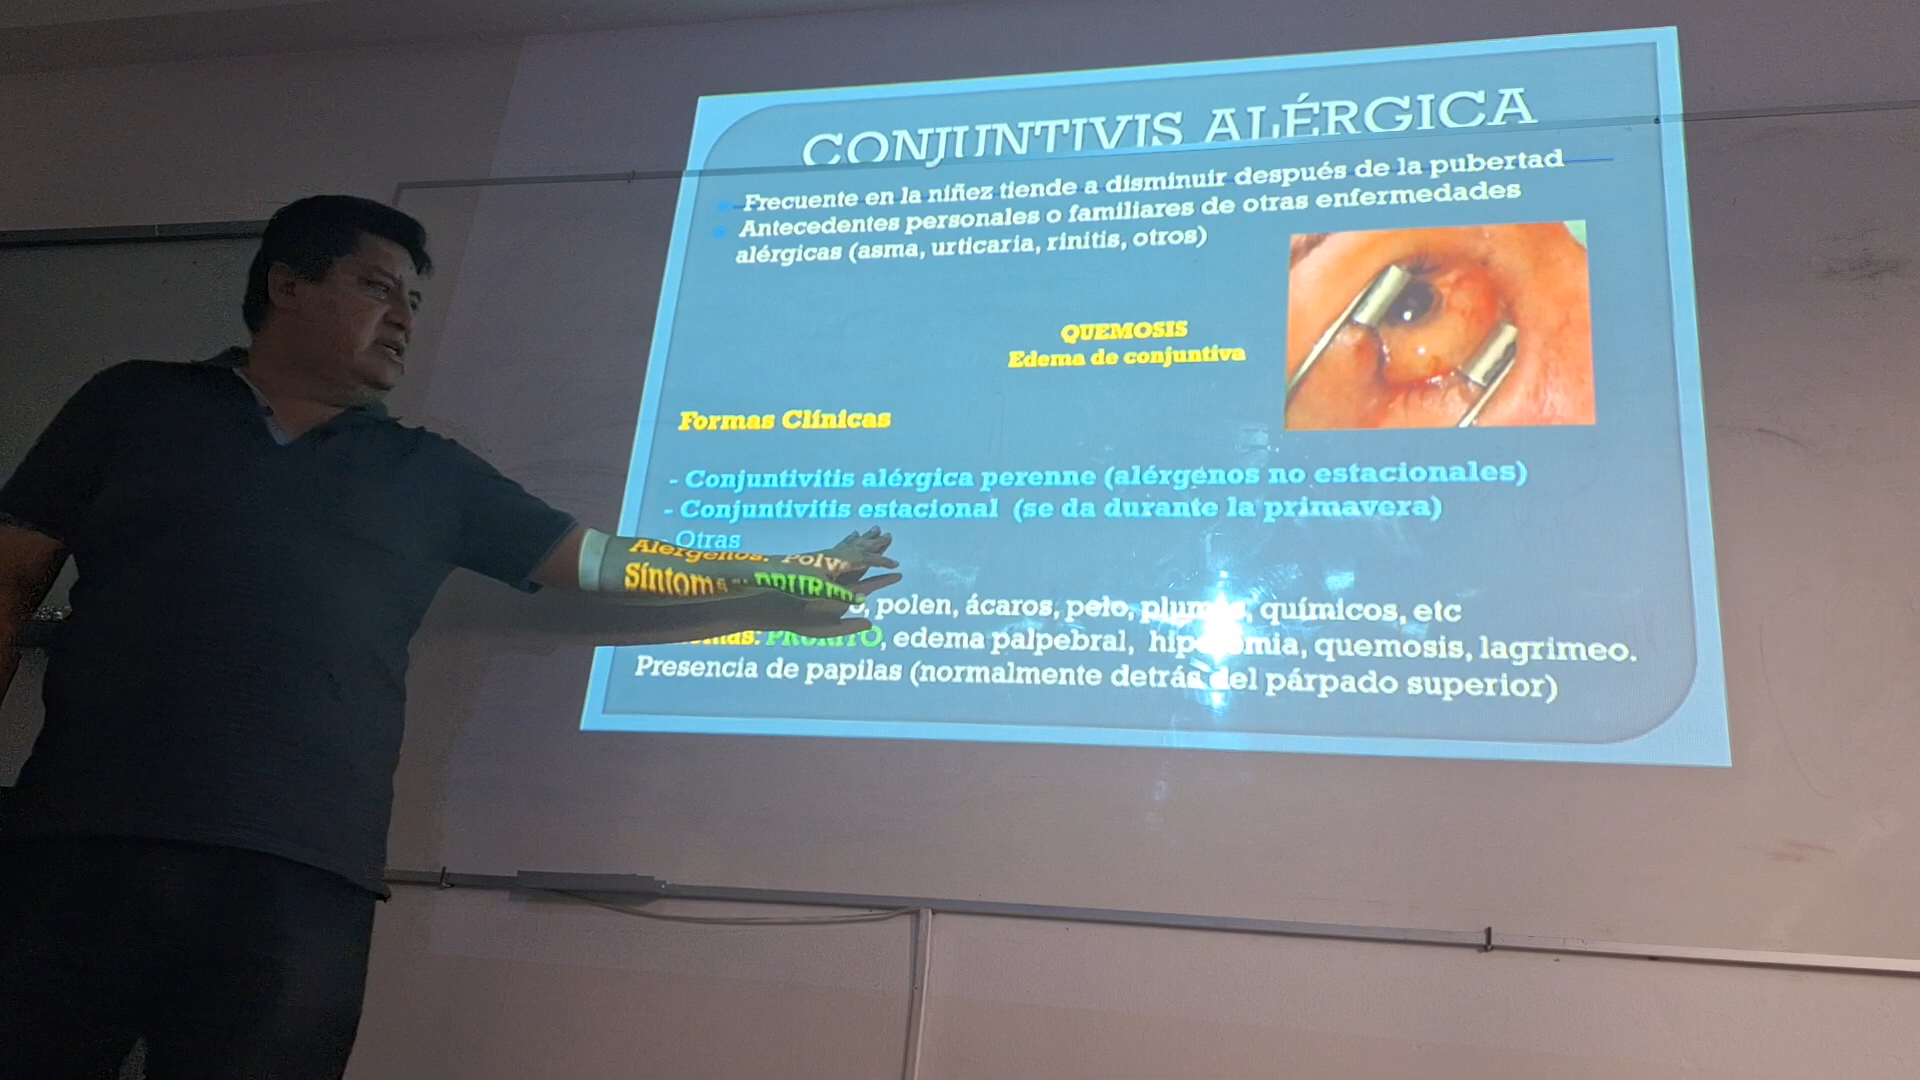 CONJUNTIVIS ALÉRGICA
Frecuente en la niñez tiende a disminuir después de la pubertad
Antecedentes personales o familiares de otras enfermedades
alérgicas (asma, urticaria, rinitis, otros)
QUEMOSIS
Edema de conjuntiva
Formas Clínicas
- Conjuntivitis alérgica perenne (alérgenos no estacionales)
- Conjuntivitis estacional (se da durante la primavera)
- Otras
Alergenos: Polvo, polen, ácaros, pelo, plumas, químicos, etc
Síntomas: PRURITO, edema palpebral, hiperemia, quemosis, lagrimeo.
Presencia de papilas (normalmente detrás del párpado superior)